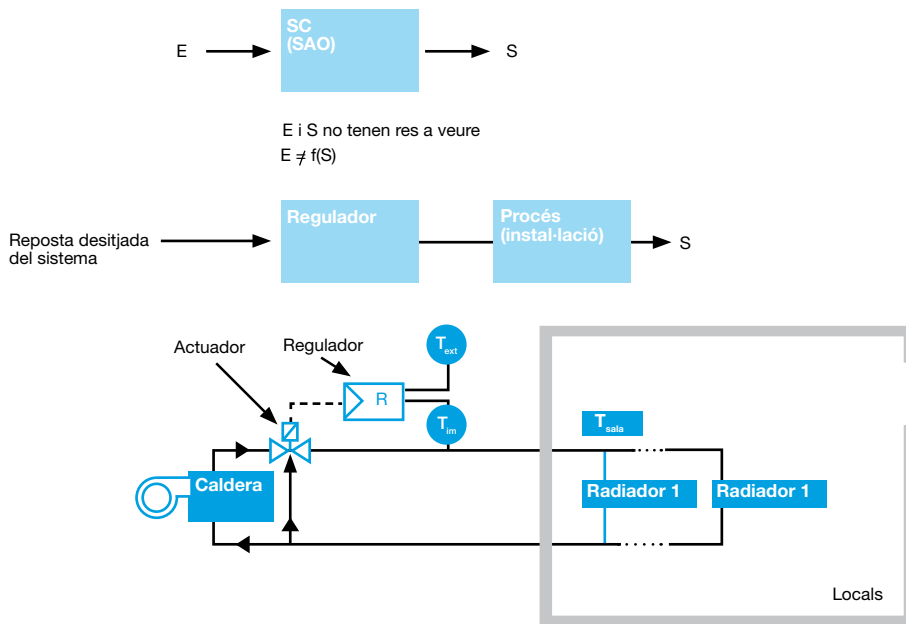 SC
(SAO)
E
S
E i S no tenen res a veure
E ≠ f(S)
Regulador
Procés
(instal·lació)
Reposta desitjada
del sistema
S
Actuador
Regulador
T ext
R
T im
T sala
Caldera
Radiador 1
Radiador 1
Locals